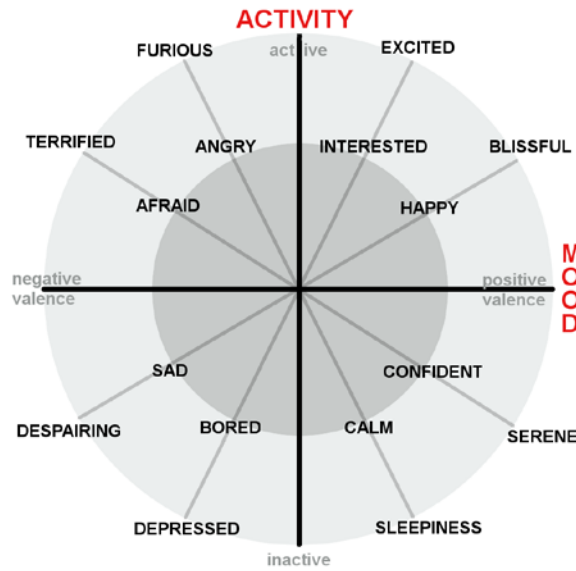 ACTIVITY
FURIOUS
active
EXCITED
TERRIFIED
ANGRY
INTERESTED
BLISSFUL
AFRAID
HAPPY
negative
valence
positive
valence
MOOD
SAD
CONFIDENT
DESPAIRING
BORED
CALM
SERENE
DEPRESSED
SLEEPINESS
inactive